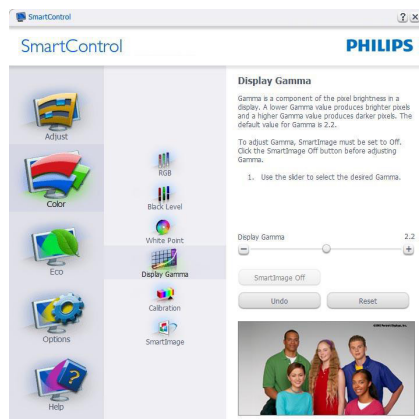 SmartControl
? x
SmartControl
PHILIPS
Adjust
Color
Eco
Options
Help
RGB
Black Level
White Point
Display Gamma
Calibration
SmartImage
Display Gamma
Gamma is a component of the pixel brightness in a
display. A lower Gamma value produces brighter pixels
and a higher Gamma value produces darker pixels. The
default value for Gamma is 2.2.
To adjust Gamma, SmartImage must be set to Off.
Click the SmartImage Off button before adjusting
Gamma.
1. Use the slider to select the desired Gamma.
Display Gamma 2.2
SmartImage Off
Undo Reset